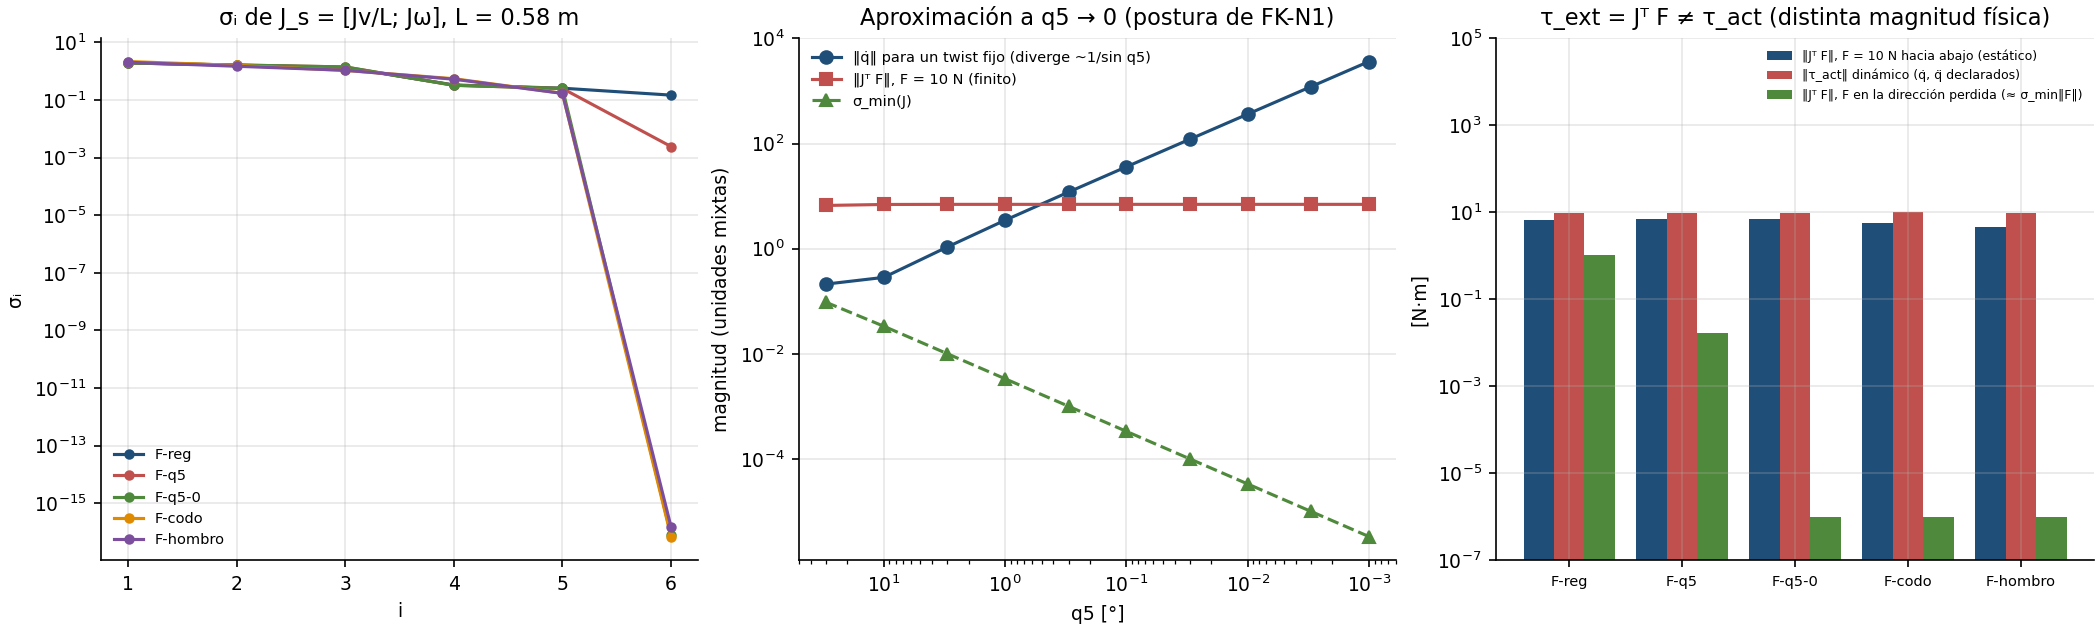 σᵢ de J_s = [Jv/L; Jω], L = 0.58 m
10¹
10⁻¹
10⁻³
10⁻⁵
10⁻⁷
10⁻⁹
10⁻¹¹
10⁻¹³
10⁻¹⁵
σᵢ
F-reg
F-q5
F-q5-0
F-codo
F-hombro
1
2
3
4
5
6
i
Aproximación a q5 → 0 (postura de FK-N1)
10⁴
10²
10⁰
10⁻²
10⁻⁴
magnitud (unidades mixtas)
‖q̇‖ para un twist fijo (diverge ~1/sin q5)
‖Jᵀ F‖, F = 10 N (finito)
σ_min(J)
10¹
10⁰
10⁻¹
10⁻²
10⁻³
q5 [°]
τ_ext = Jᵀ F ≠ τ_act (distinta magnitud física)
10⁵
10³
10¹
10⁻¹
10⁻³
10⁻⁵
10⁻⁷
[N·m]
‖Jᵀ F‖, F = 10 N hacia abajo (estático)
‖τ_act‖ dinámico (q̇, q̈ declarados)
‖Jᵀ F‖, F en la dirección perdida (≈ σ_min‖F‖)
F-reg
F-q5
F-q5-0
F-codo
F-hombro